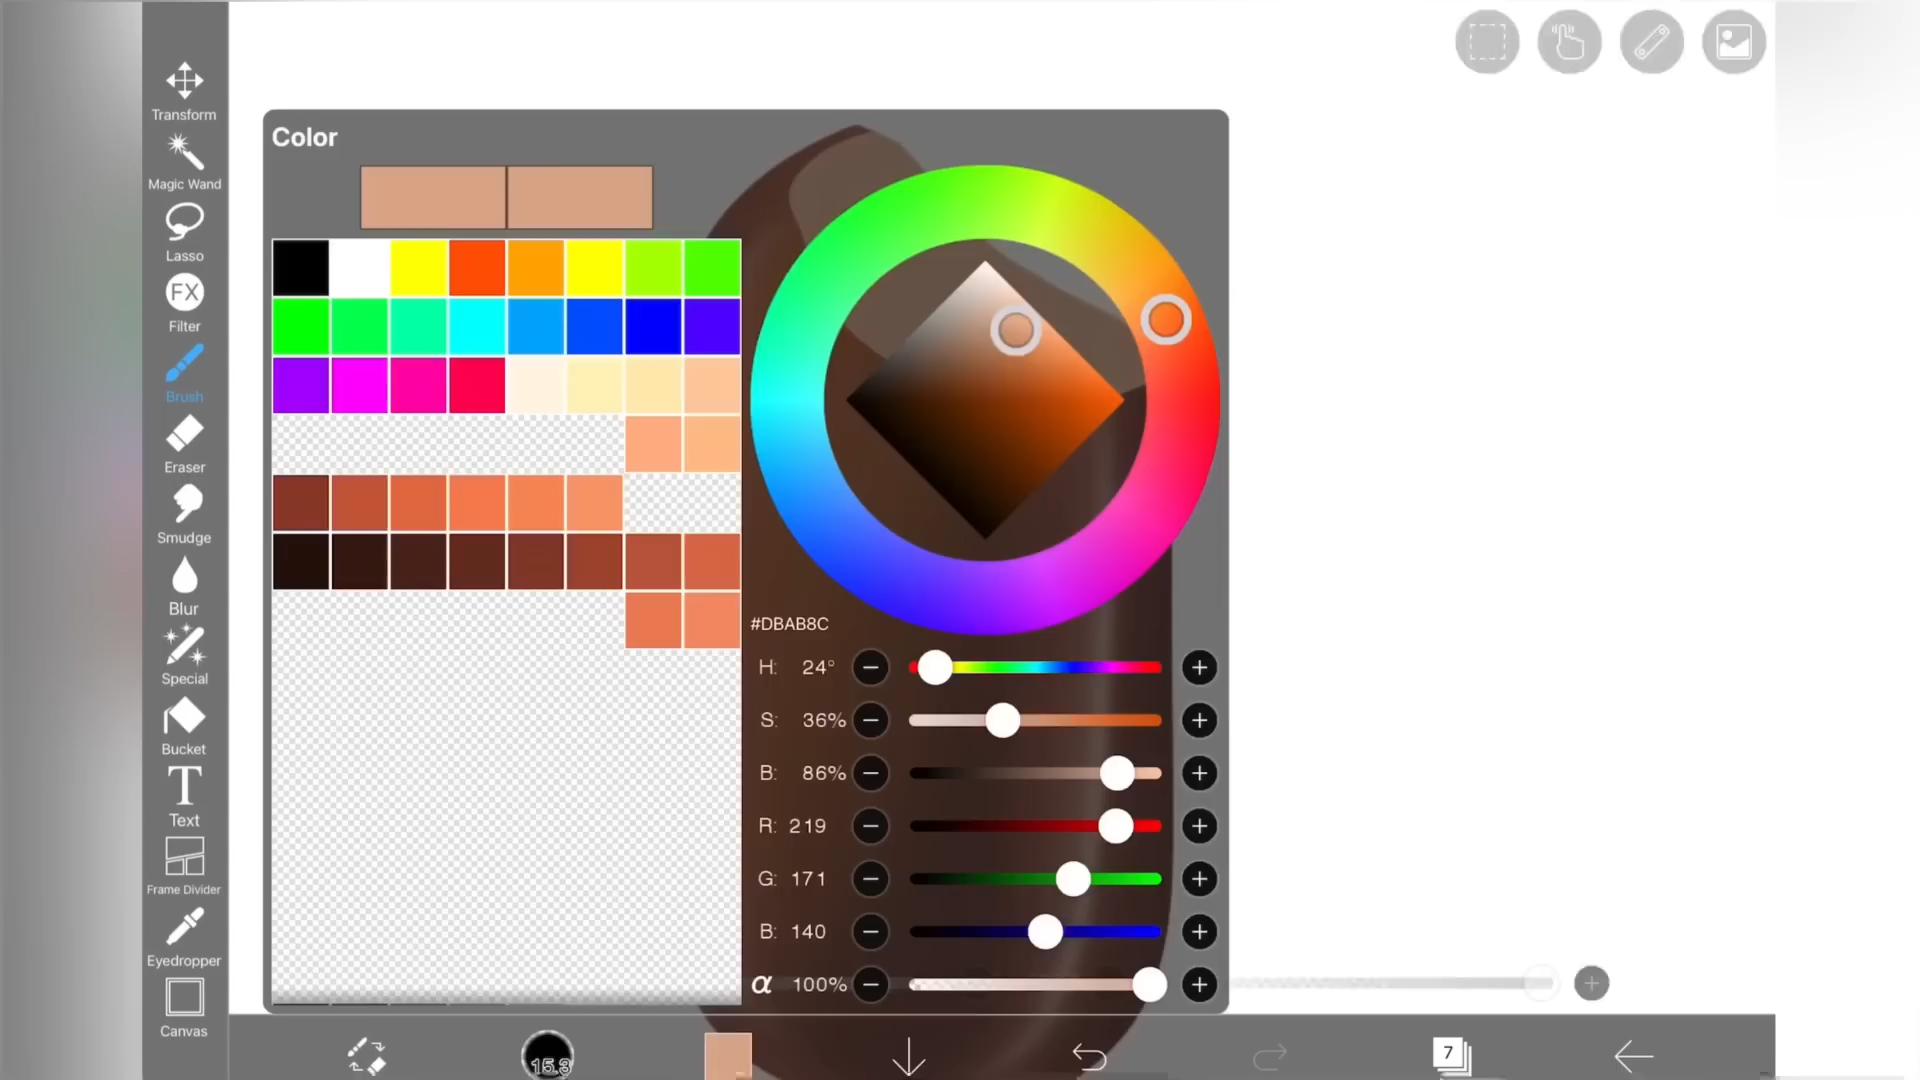 Transform
Magic Wand
Lasso
FX
Filter
Brush
Eraser
Smudge
Blur
Special
Bucket
T
Text
Frame Divider
Eyedropper
Canvas
Color
#DBAB8C
H: 24°
S: 36%
B: 86%
R: 219
G: 171
B: 140
α 100%
15.3
7